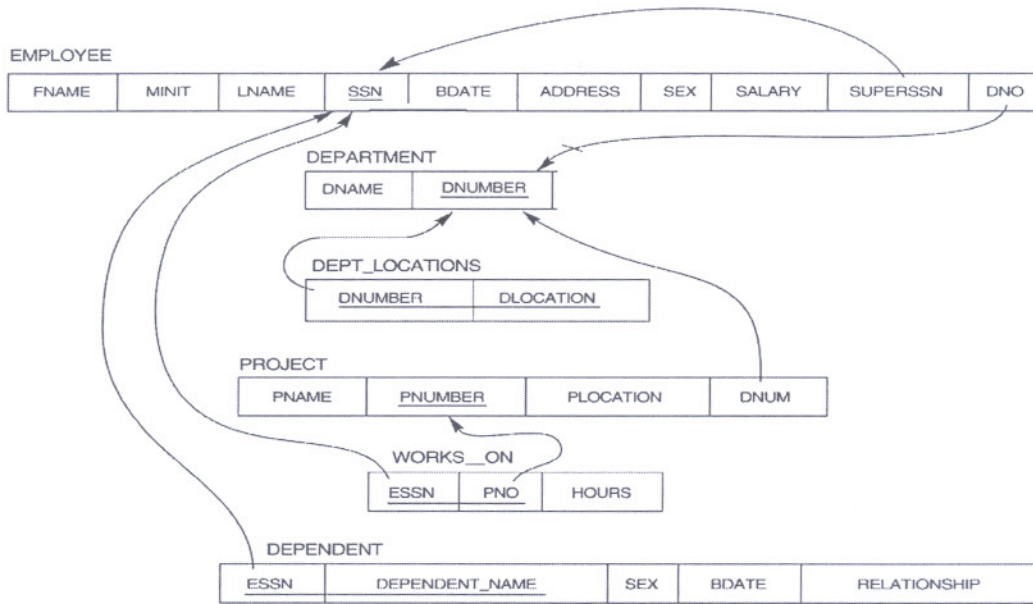 EMPLOYEE
FNAME MINIT LNAME SSN BDATE ADDRESS SEX SALARY SUPERSSN DNO
DEPARTMENT
DNAME DNUMBER
DEPT_LOCATIONS
DNUMBER DLOCATION
PROJECT
PNAME PNUMBER PLOCATION DNUM
WORKS__ON
ESSN PNO HOURS
DEPENDENT
ESSN DEPENDENT_NAME SEX BDATE RELATIONSHIP